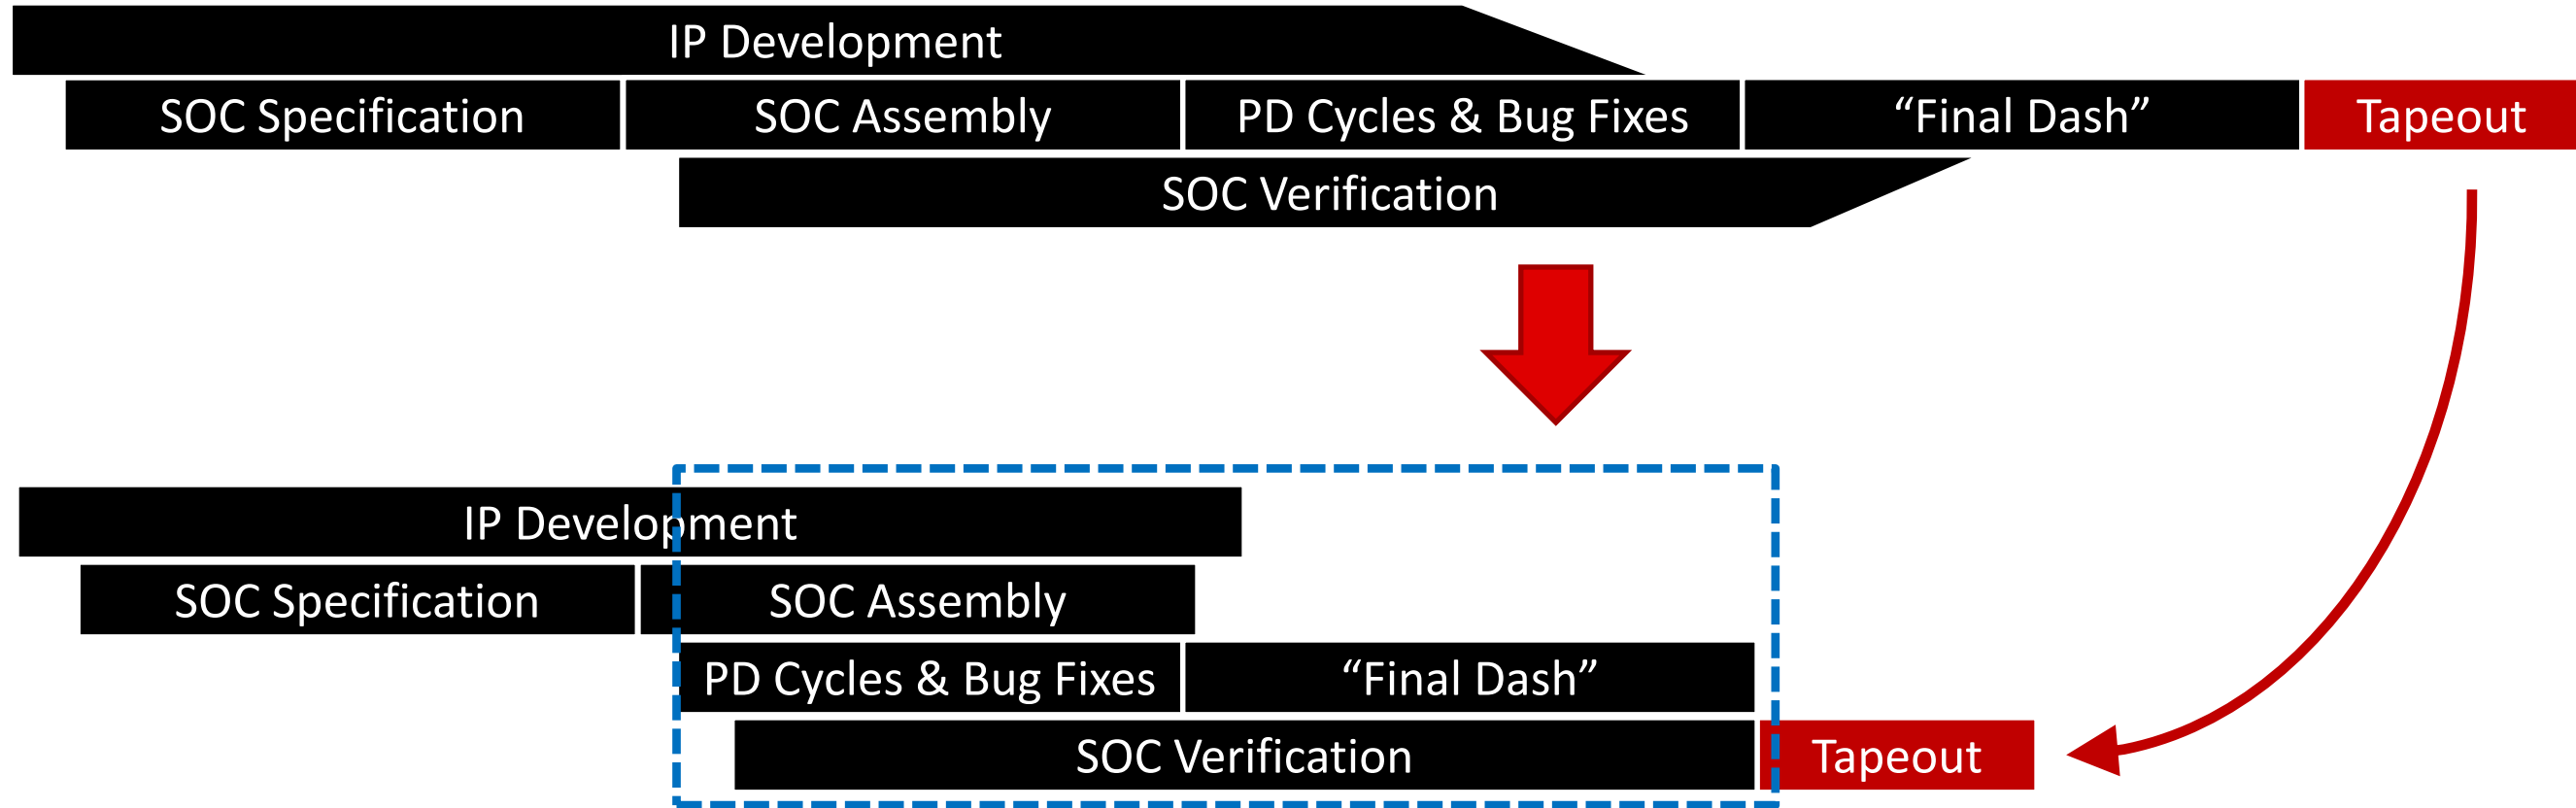 IP Development
SOC Specification
SOC Assembly
PD Cycles & Bug Fixes
“Final Dash”
Tapeout
SOC Verification
IP Development
SOC Specification
SOC Assembly
PD Cycles & Bug Fixes
“Final Dash”
SOC Verification
Tapeout